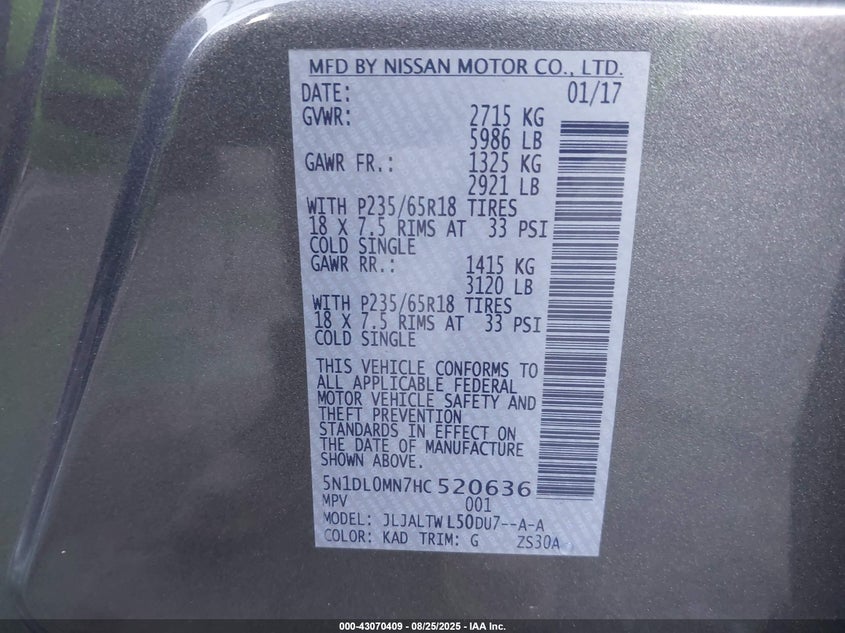 MFD BY NISSAN MOTOR CO., LTD.
DATE: 01/17
GVWR: 2715 KG
5986 LB
GAWR FR.: 1325 KG
2921 LB
WITH P235/65R18 TIRES
18 X 7.5 RIMS AT 33 PSI
COLD SINGLE
GAWR RR.: 1415 KG
3120 LB
WITH P235/65R18 TIRES
18 X 7.5 RIMS AT 33 PSI
COLD SINGLE
THIS VEHICLE CONFORMS TO
ALL APPLICABLE FEDERAL
MOTOR VEHICLE SAFETY AND
THEFT PREVENTION
STANDARDS IN EFFECT ON
THE DATE OF MANUFACTURE
SHOWN ABOVE.
5N1DL0MN7HC520636
MPV 001
MODEL: JLJALTWL50DU7--A-A
COLOR: KAD TRIM: G ZS30A
000-43070409 - 08/25/2025 - IAA Inc.